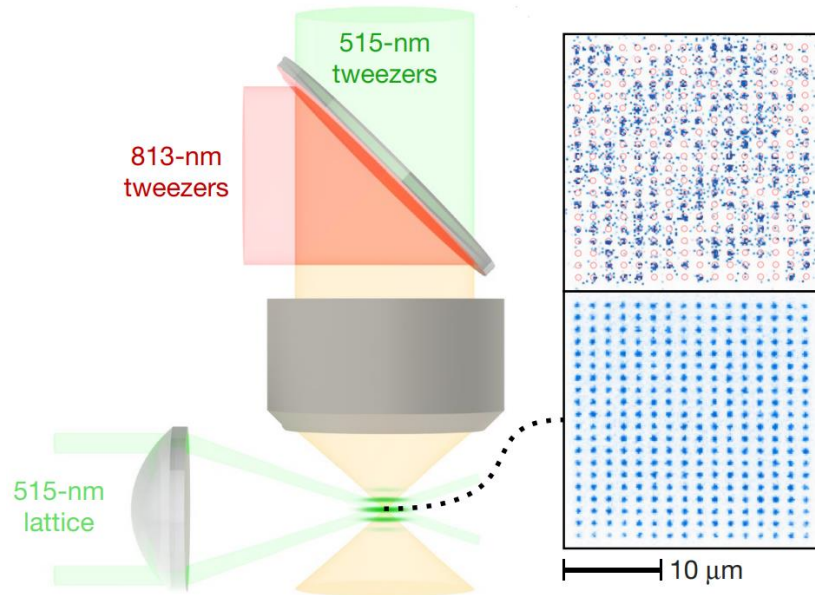 515-nm
tweezers
813-nm
tweezers
515-nm
lattice
10 μm